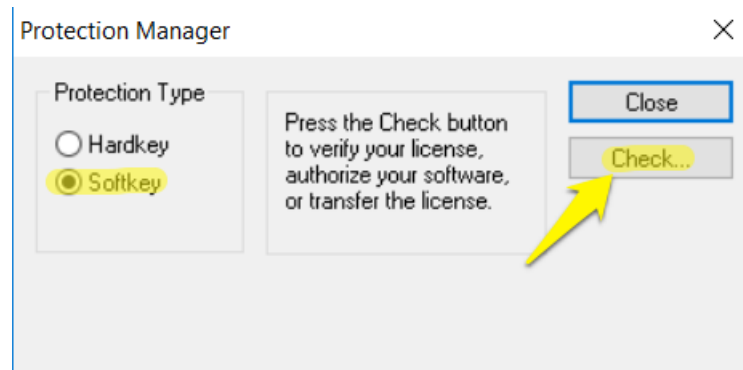 Protection Manager
Protection Type
Hardkey
Softkey
Press the Check button
to verify your license,
authorize your software,
or transfer the license.
Close
Check...